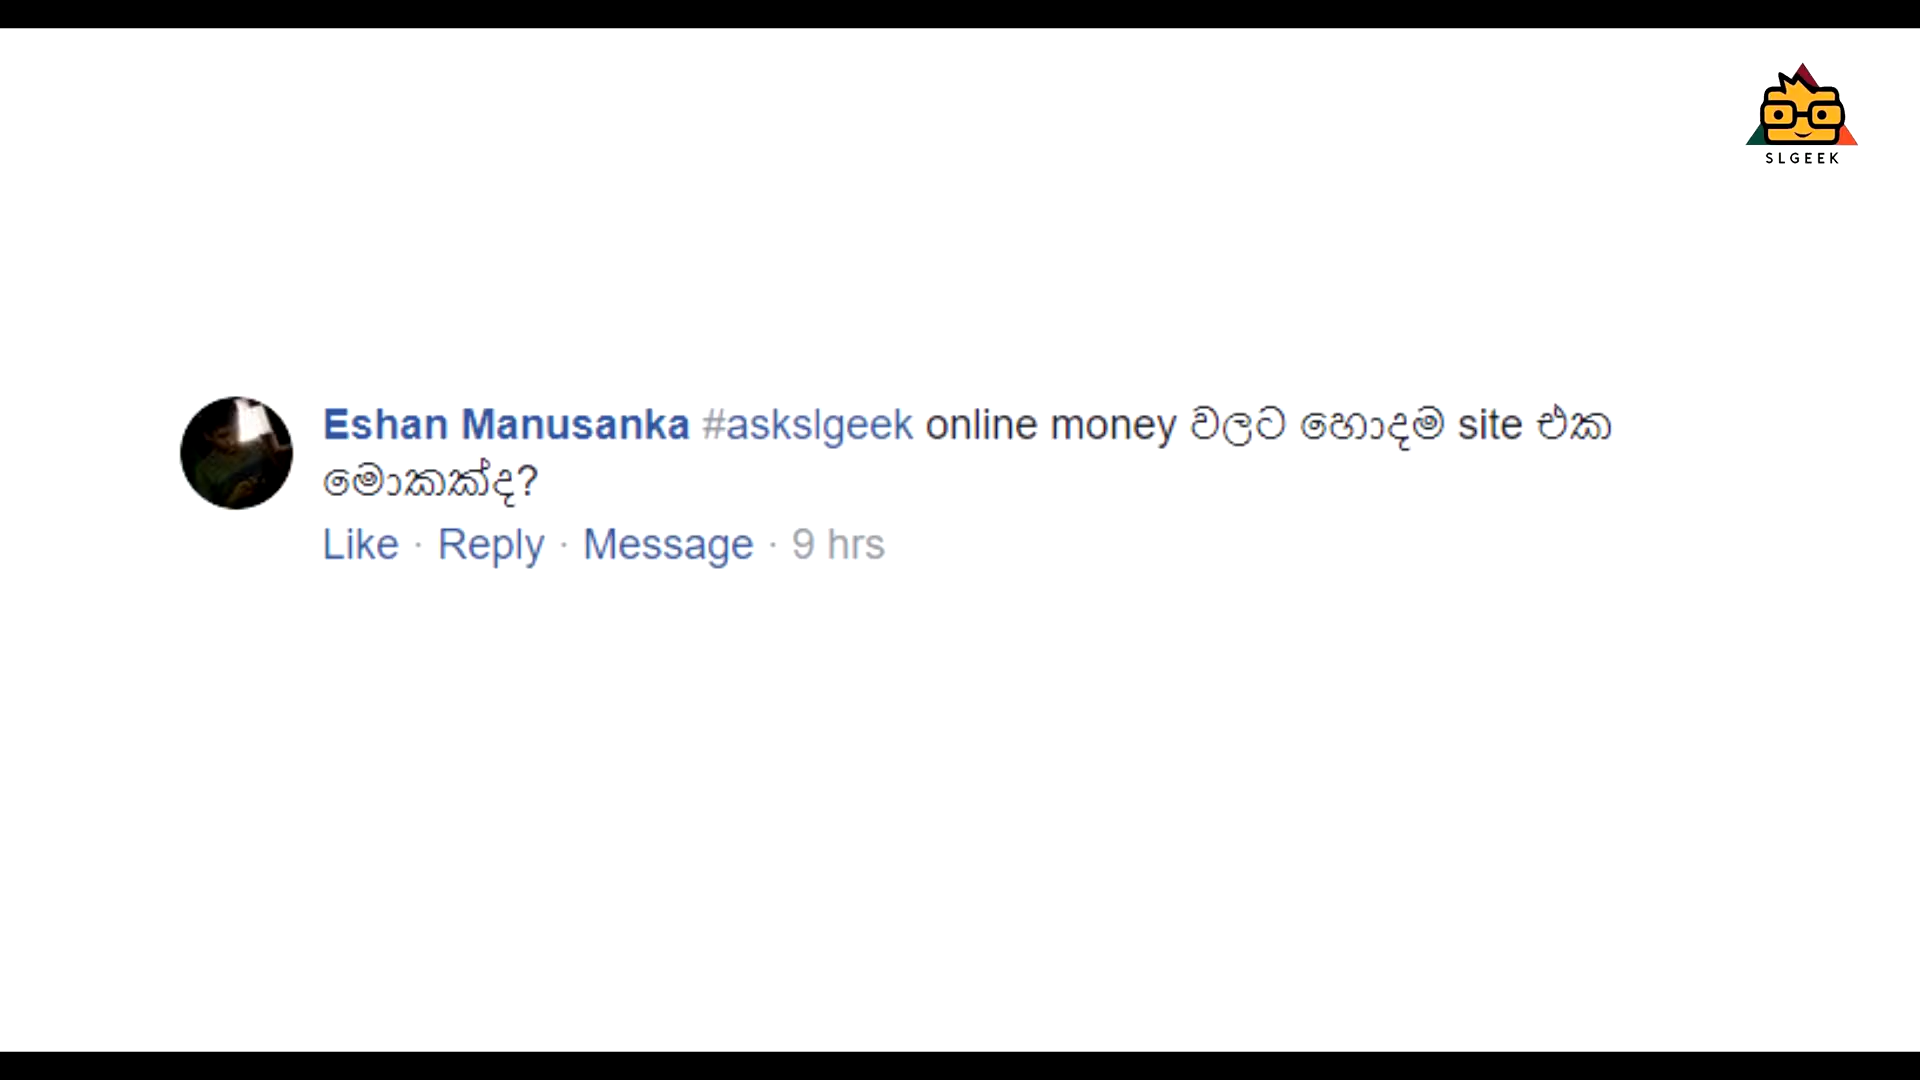 SLGEEK
Eshan Manusanka #askslgeek online money වලට හොදම site එක
මොකක්ද?
Like · Reply · Message · 9 hrs